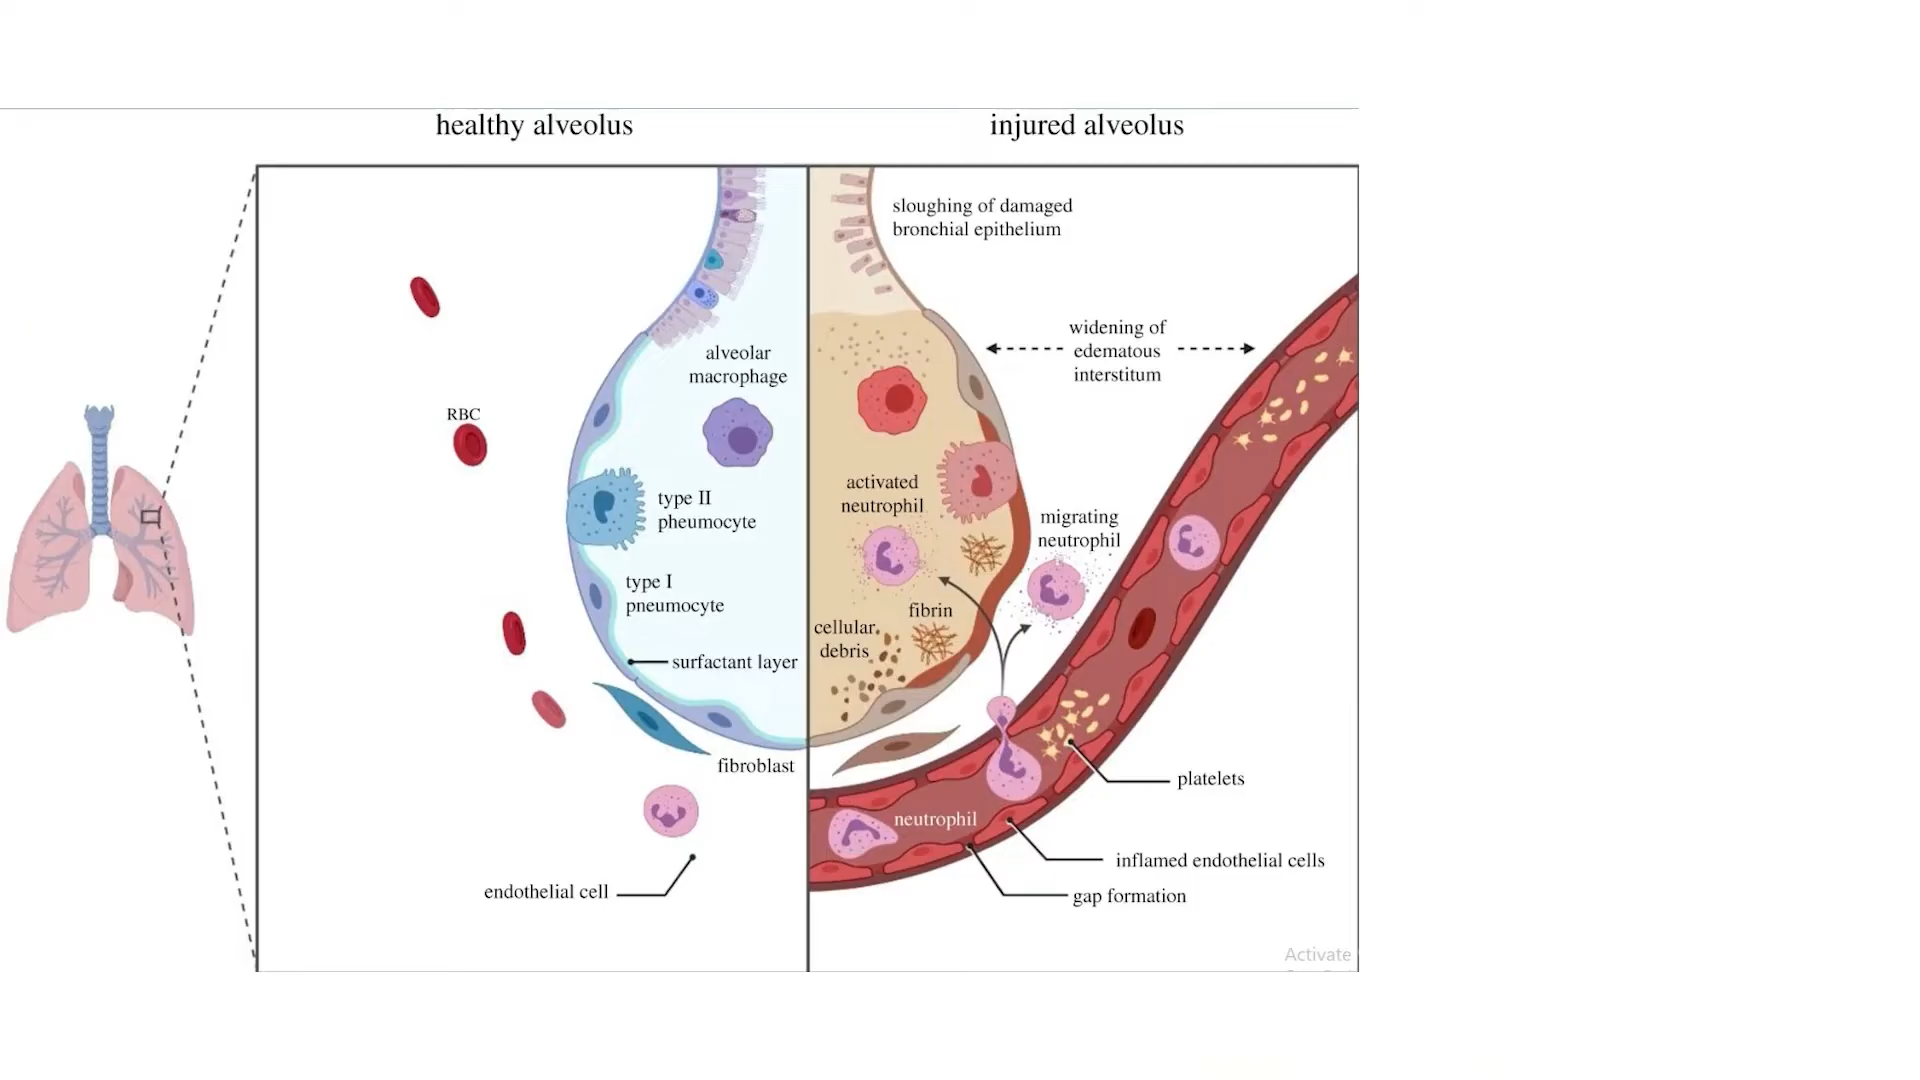 healthy alveolus
injured alveolus
sloughing of damaged
bronchial epithelium
widening of
edematous
interstitum
alveolar
macrophage
RBC
type II
pheumocyte
activated
neutrophil
migrating
neutrophil
type I
pneumocyte
fibrin
cellular
debris
surfactant layer
fibroblast
platelets
neutrophil
inflamed endothelial cells
endothelial cell
gap formation
Activate